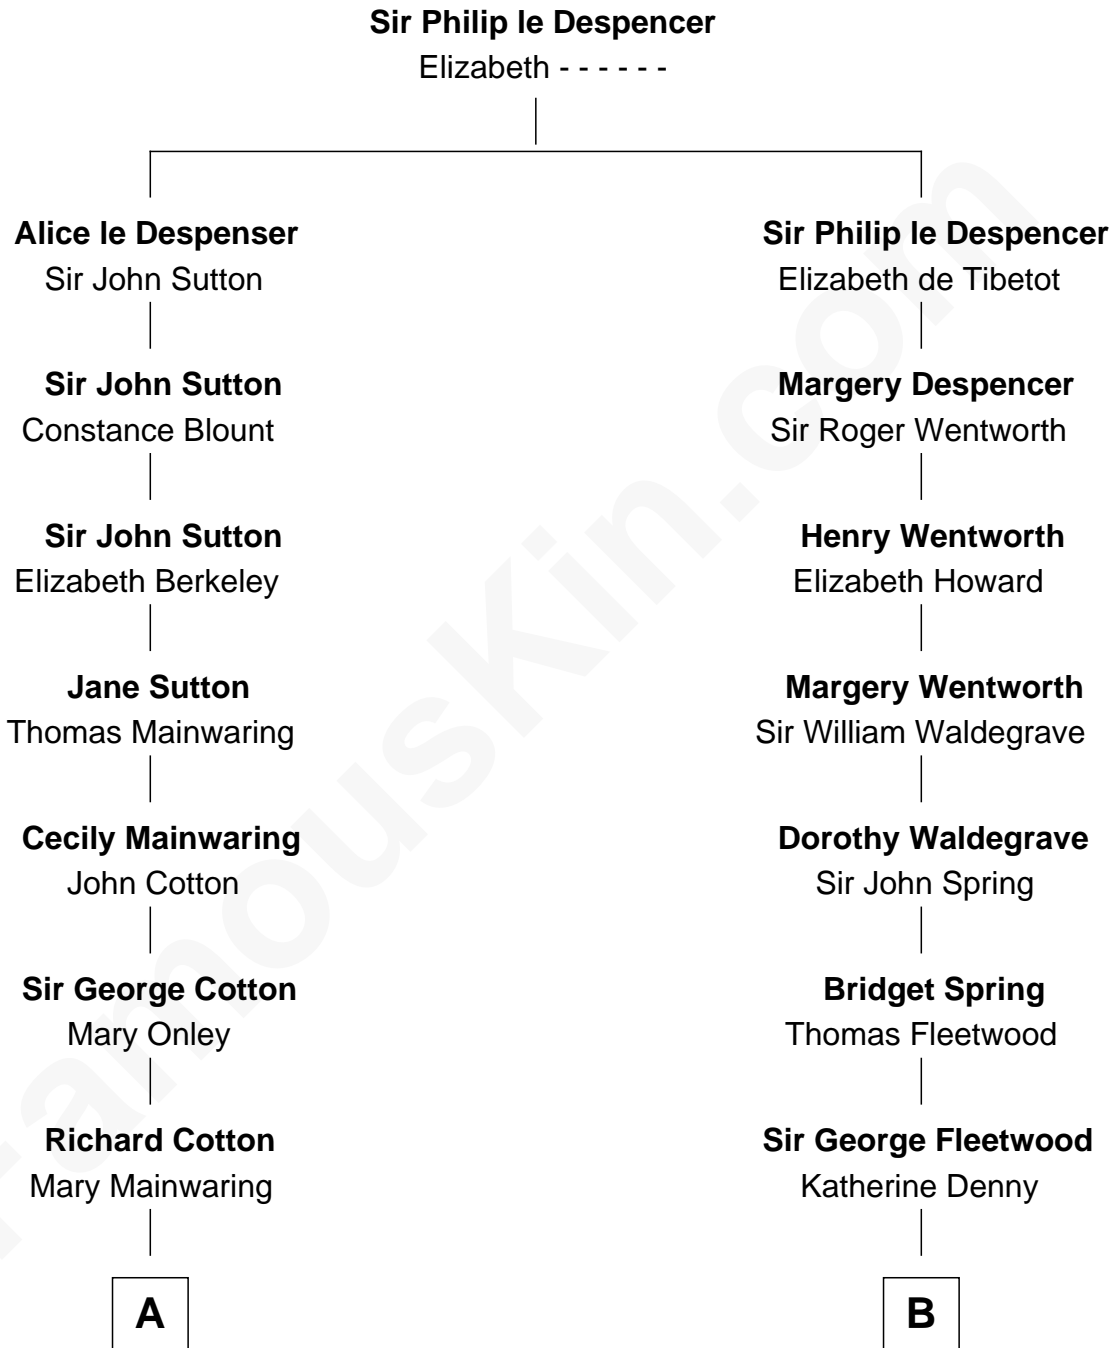 Sir Philip le Despencer
Elizabeth - - - - - -
Alice le Despenser
Sir John Sutton
Sir Philip le Despencer
Elizabeth de Tibetot
Sir John Sutton
Constance Blount
Margery Despencer
Sir Roger Wentworth
Sir John Sutton
Elizabeth Berkeley
Henry Wentworth
Elizabeth Howard
Jane Sutton
Thomas Mainwaring
Margery Wentworth
Sir William Waldegrave
Cecily Mainwaring
John Cotton
Dorothy Waldegrave
Sir John Spring
Sir George Cotton
Mary Onley
Bridget Spring
Thomas Fleetwood
Richard Cotton
Mary Mainwaring
Sir George Fleetwood
Katherine Denny
A
B
FamousKin.com